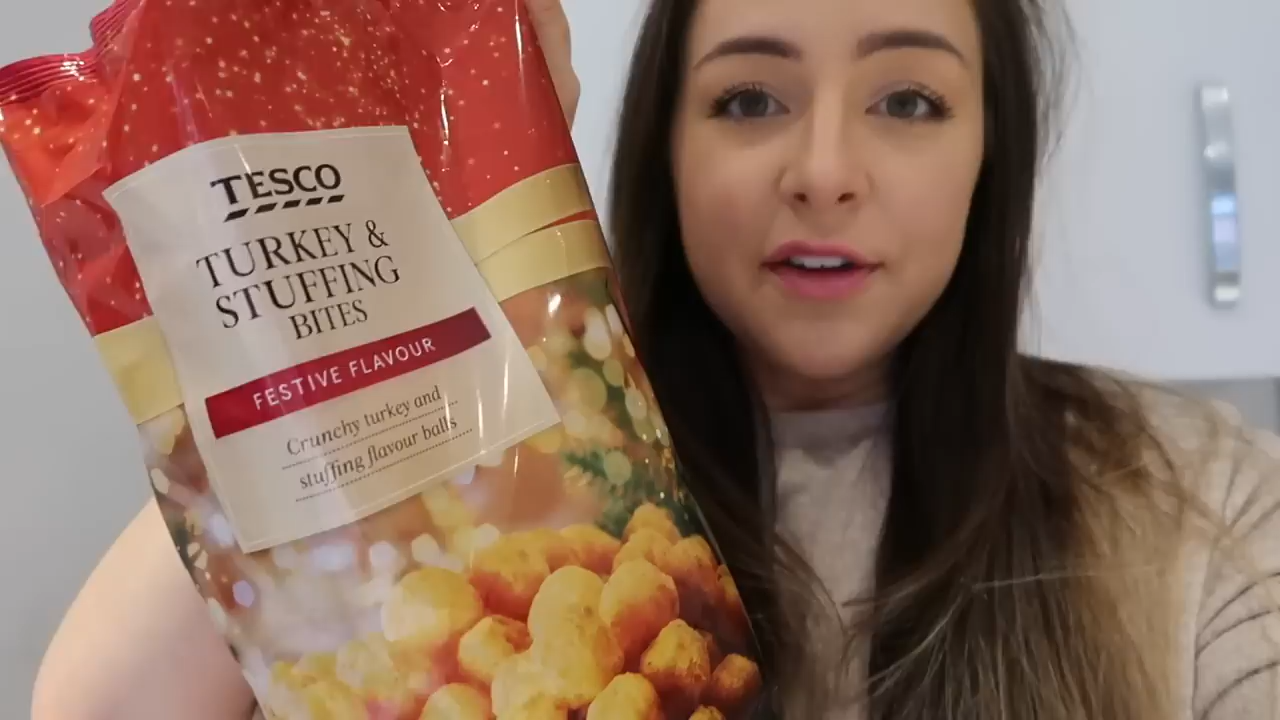 TESCO
TURKEY &
STUFFING
BITES
FESTIVE FLAVOUR
Crunchy turkey and
stuffing flavour balls